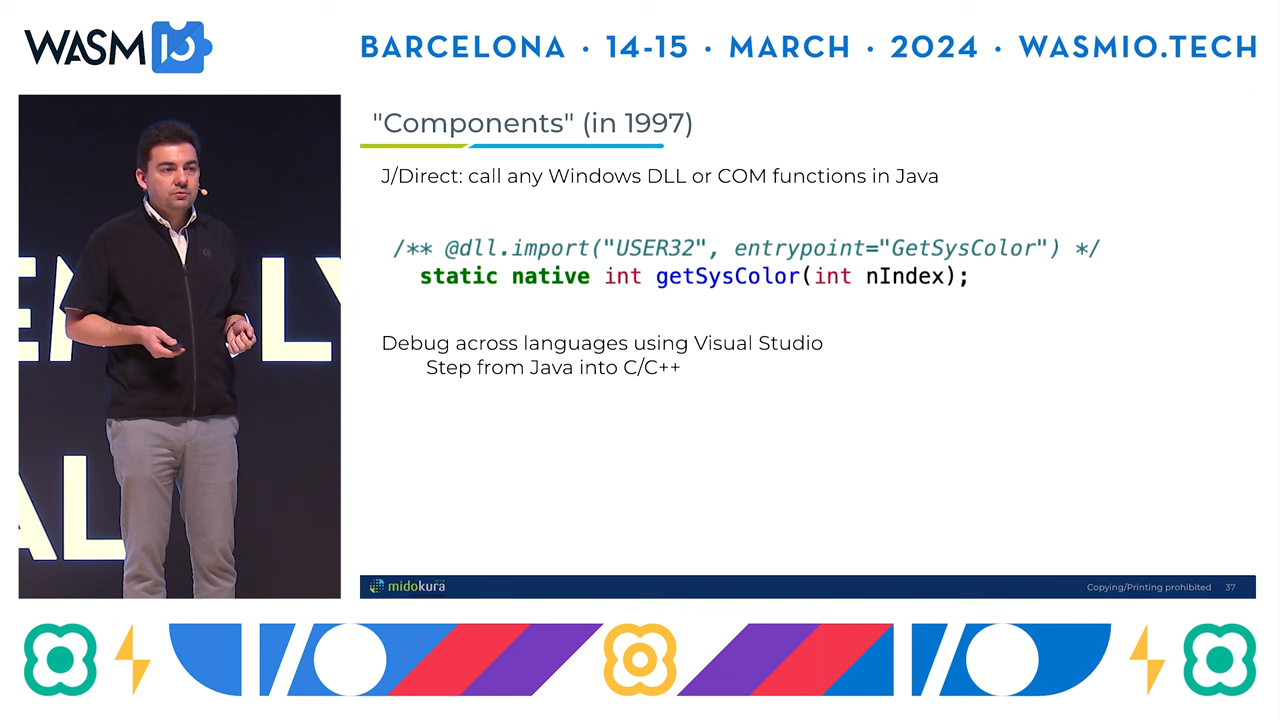 WASM IO
BARCELONA · 14-15 · MARCH · 2024 · WASMIO.TECH
"Components" (in 1997)
J/Direct: call any Windows DLL or COM functions in Java
/** @dll.import("USER32", entrypoint="GetSysColor") */
static native int getSysColor(int nIndex);
Debug across languages using Visual Studio
Step from Java into C/C++
midokura
Copying/Printing prohibited 37